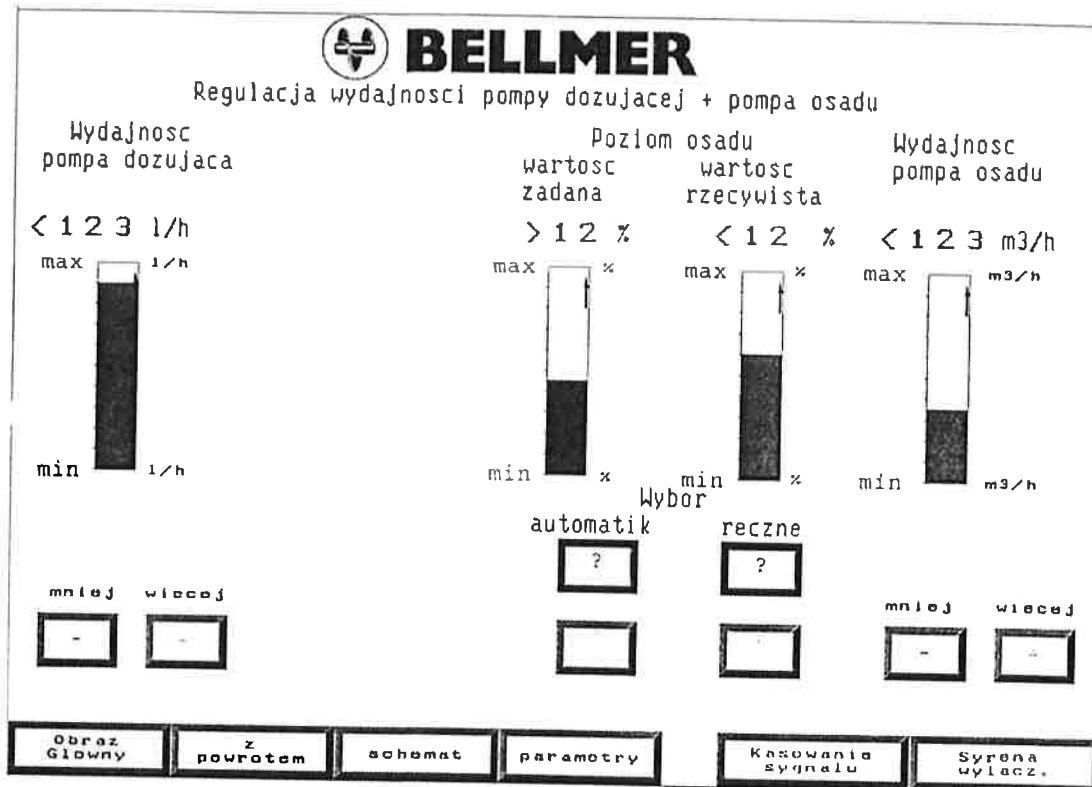 BELLMER
Regulacja wydajnosci pompy dozujacej + pompa osadu
Wydajnosc
pompa dozujaca
< 1 2 3 l/h
max l/h
min l/h
mniej wiecej
-
Poziom osadu
wartosc
zadana
> 1 2 %
max %
min %
wartosc
rzecywista
< 1 2 %
max %
min %
Wydajnosc
pompa osadu
< 1 2 3 m3/h
max m3/h
min m3/h
Wybor
automatik reczne
? ?
mniej wiecej
-
Obraz
Glowny
z
powrotem
schemat
parametry
Kasowanie
sygnalu
Syrena
wylacz.